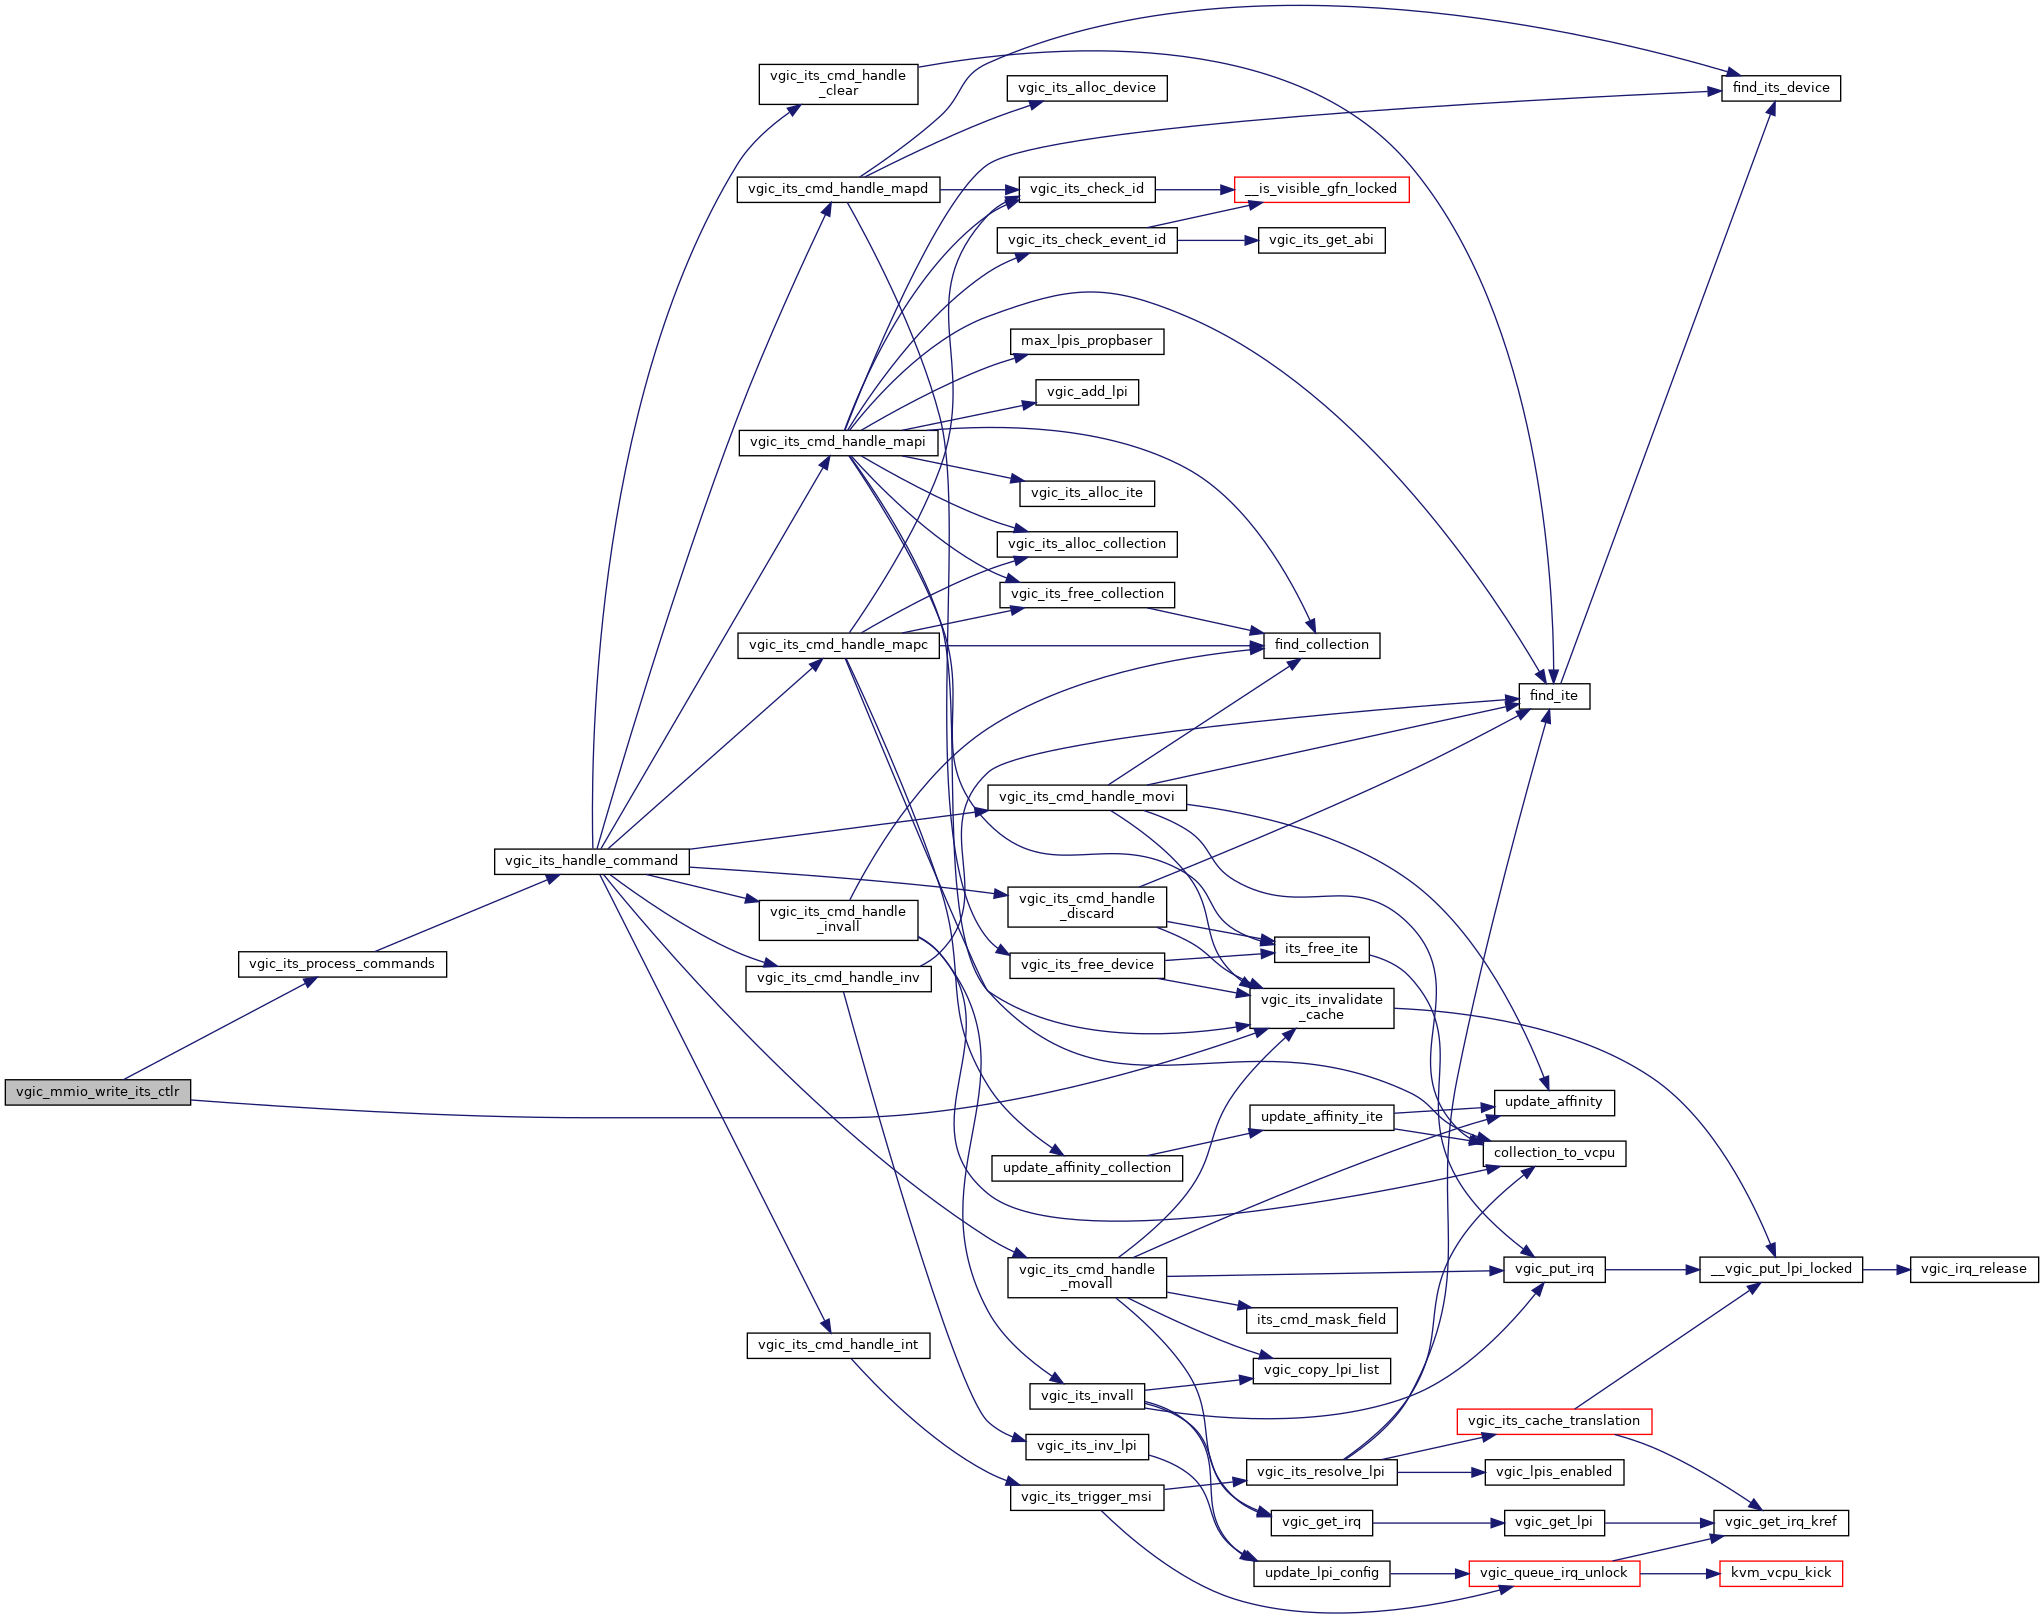 vgic_its_cmd_handle
_clear
vgic_its_alloc_device
find_its_device
vgic_its_cmd_handle_mapd
vgic_its_check_id
__is_visible_gfn_locked
vgic_its_check_event_id
vgic_its_get_abi
max_lpis_propbaser
vgic_add_lpi
vgic_its_cmd_handle_mapi
vgic_its_alloc_ite
vgic_its_alloc_collection
vgic_its_free_collection
vgic_its_cmd_handle_mapc
find_collection
find_ite
vgic_its_cmd_handle_movi
vgic_its_handle_command
vgic_its_cmd_handle
_discard
vgic_its_cmd_handle
_invall
its_free_ite
vgic_its_process_commands
vgic_its_free_device
vgic_its_cmd_handle_inv
vgic_its_invalidate
_cache
vgic_mmio_write_its_ctlr
update_affinity
update_affinity_ite
collection_to_vcpu
update_affinity_collection
vgic_its_cmd_handle
_movall
vgic_put_irq
__vgic_put_lpi_locked
vgic_irq_release
its_cmd_mask_field
vgic_its_cmd_handle_int
vgic_copy_lpi_list
vgic_its_invall
vgic_its_cache_translation
vgic_its_inv_lpi
vgic_its_resolve_lpi
vgic_lpis_enabled
vgic_its_trigger_msi
vgic_get_irq
vgic_get_lpi
vgic_get_irq_kref
update_lpi_config
vgic_queue_irq_unlock
kvm_vcpu_kick